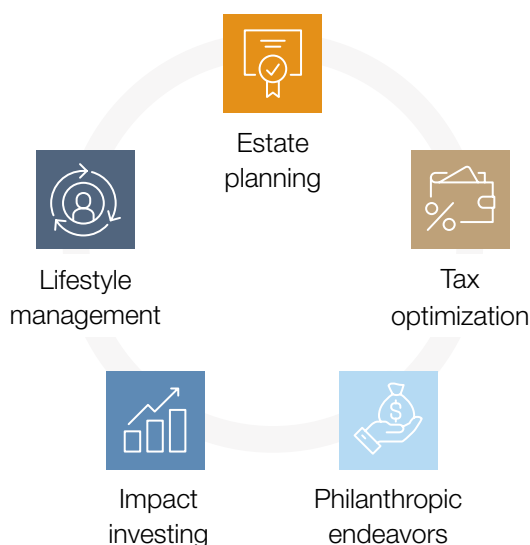 Estate
planning
Lifestyle
management
Tax
optimization
Impact
investing
Philanthropic
endeavors